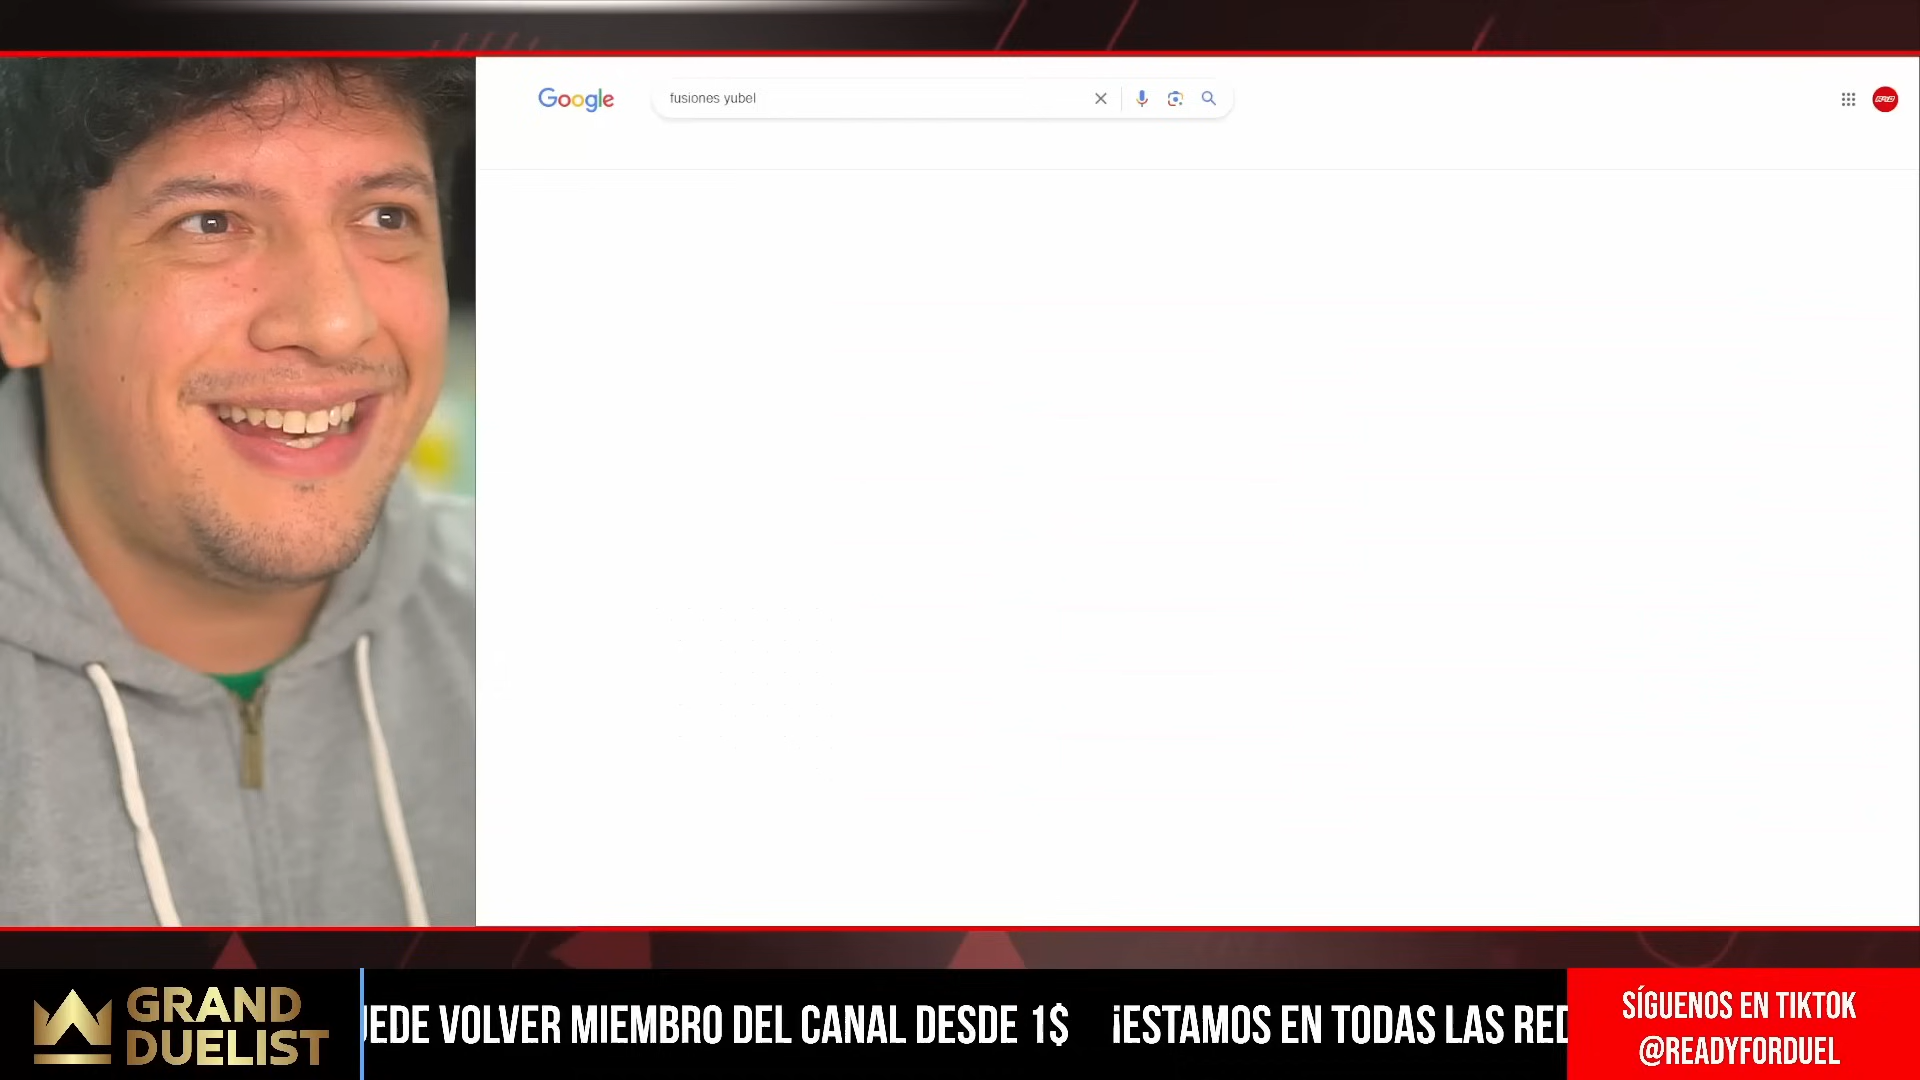 Google
fusiones yubel
GRAND
DUELIST
UEDE VOLVER MIEMBRO DEL CANAL DESDE 1$ ¡ESTAMOS EN TODAS LAS RED
SÍGUENOS EN TIKTOK
@READYFORDUEL